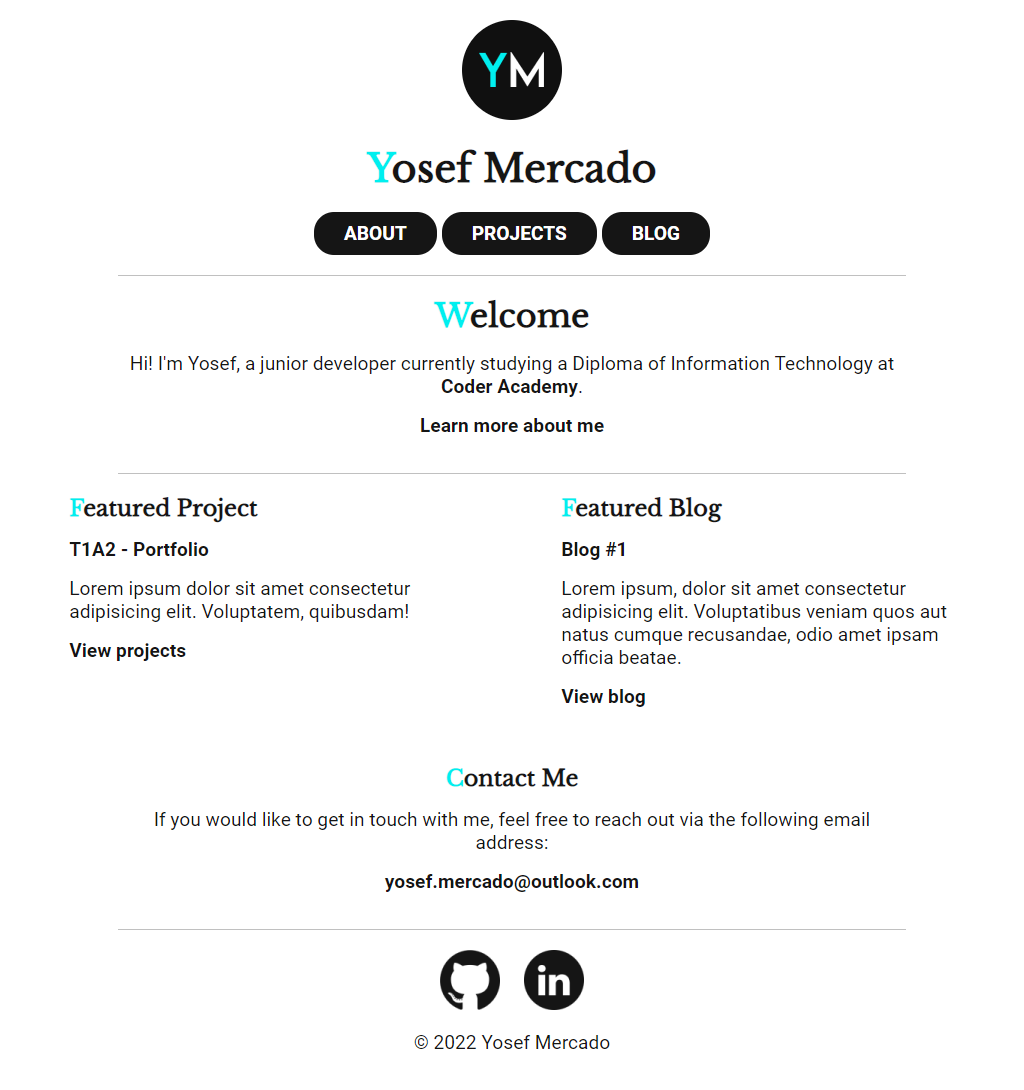 YM
Yosef Mercado
ABOUT PROJECTS BLOG
Welcome
Hi! I'm Yosef, a junior developer currently studying a Diploma of Information Technology at
Coder Academy.
Learn more about me
Featured Project
T1A2 - Portfolio
Lorem ipsum dolor sit amet consectetur
adipisicing elit. Voluptatem, quibusdam!
View projects
Featured Blog
Blog #1
Lorem ipsum, dolor sit amet consectetur
adipisicing elit. Voluptatibus veniam quos aut
natus cumque recusandae, odio amet ipsam
officia beatae.
View blog
Contact Me
If you would like to get in touch with me, feel free to reach out via the following email
address:
yosef.mercado@outlook.com
in
© 2022 Yosef Mercado